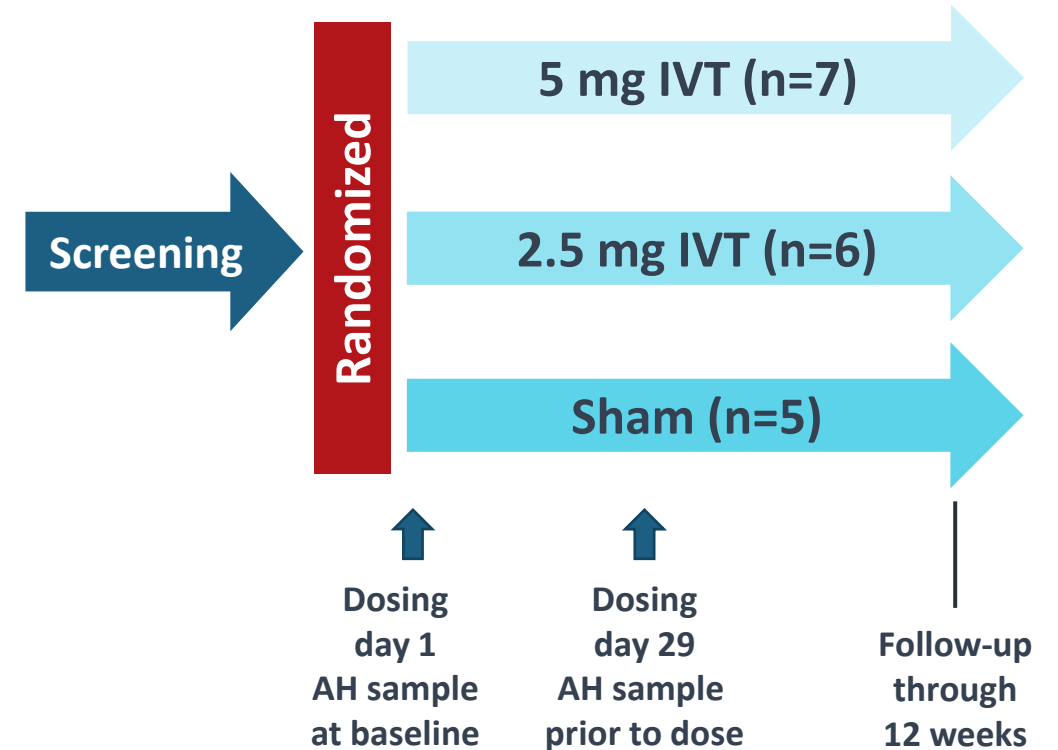 Screening
Randomized
5 mg IVT (n=7)
2.5 mg IVT (n=6)
Sham (n=5)
Dosing
day 1
AH sample
at baseline
Dosing
day 29
AH sample
prior to dose
Follow-up
through
12 weeks